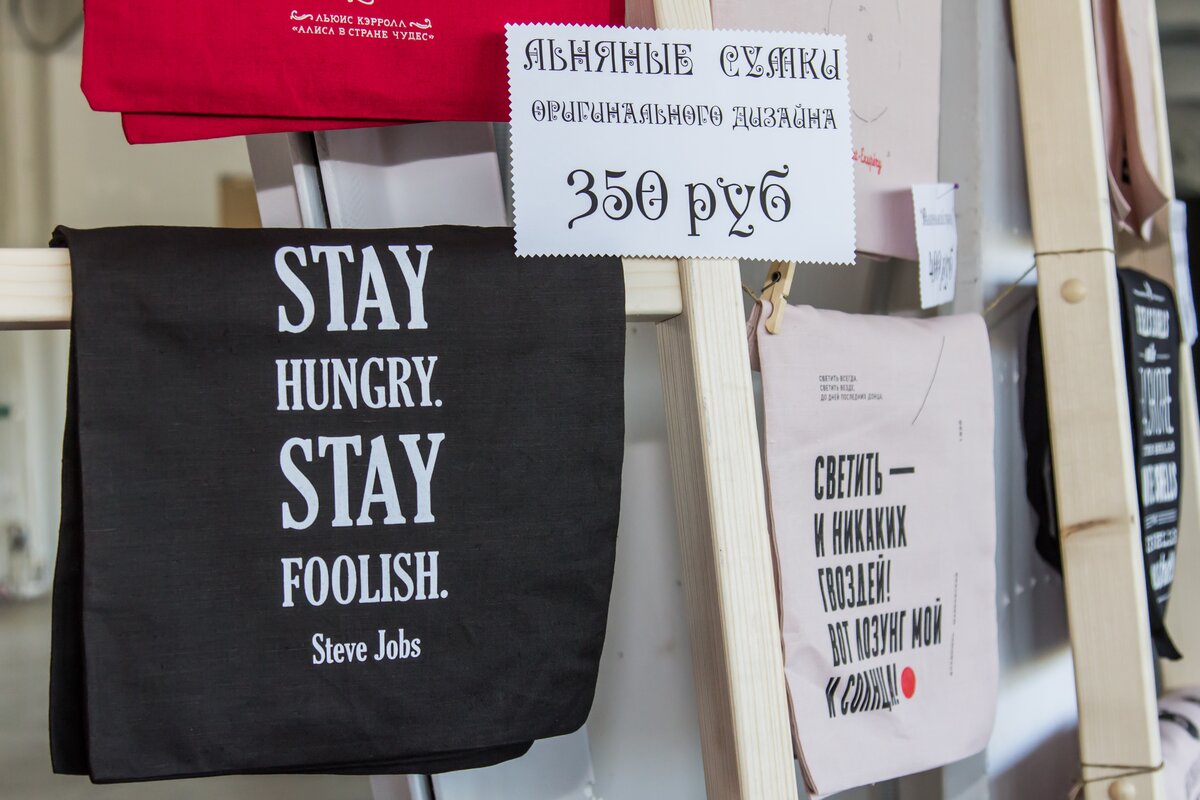 ЛЬЮИС КЭРРОЛЛ
«АЛИСА В СТРАНЕ ЧУДЕС»
ЛЬНЯНЫЕ СУМКИ
ОРИГИНАЛЬНОГО ДИЗАЙНА
350 руб
STAY
HUNGRY.
STAY
FOOLISH.
Steve Jobs
СВЕТИТЬ ВСЕГДА,
СВЕТИТЬ ВЕЗДЕ,
ДО ДНЕЙ ПОСЛЕДНИХ ДОНЦА,
СВЕТИТЬ —
И НИКАКИХ
ГВОЗДЕЙ!
ВОТ ЛОЗУНГ МОЙ
И СОЛНЦА!